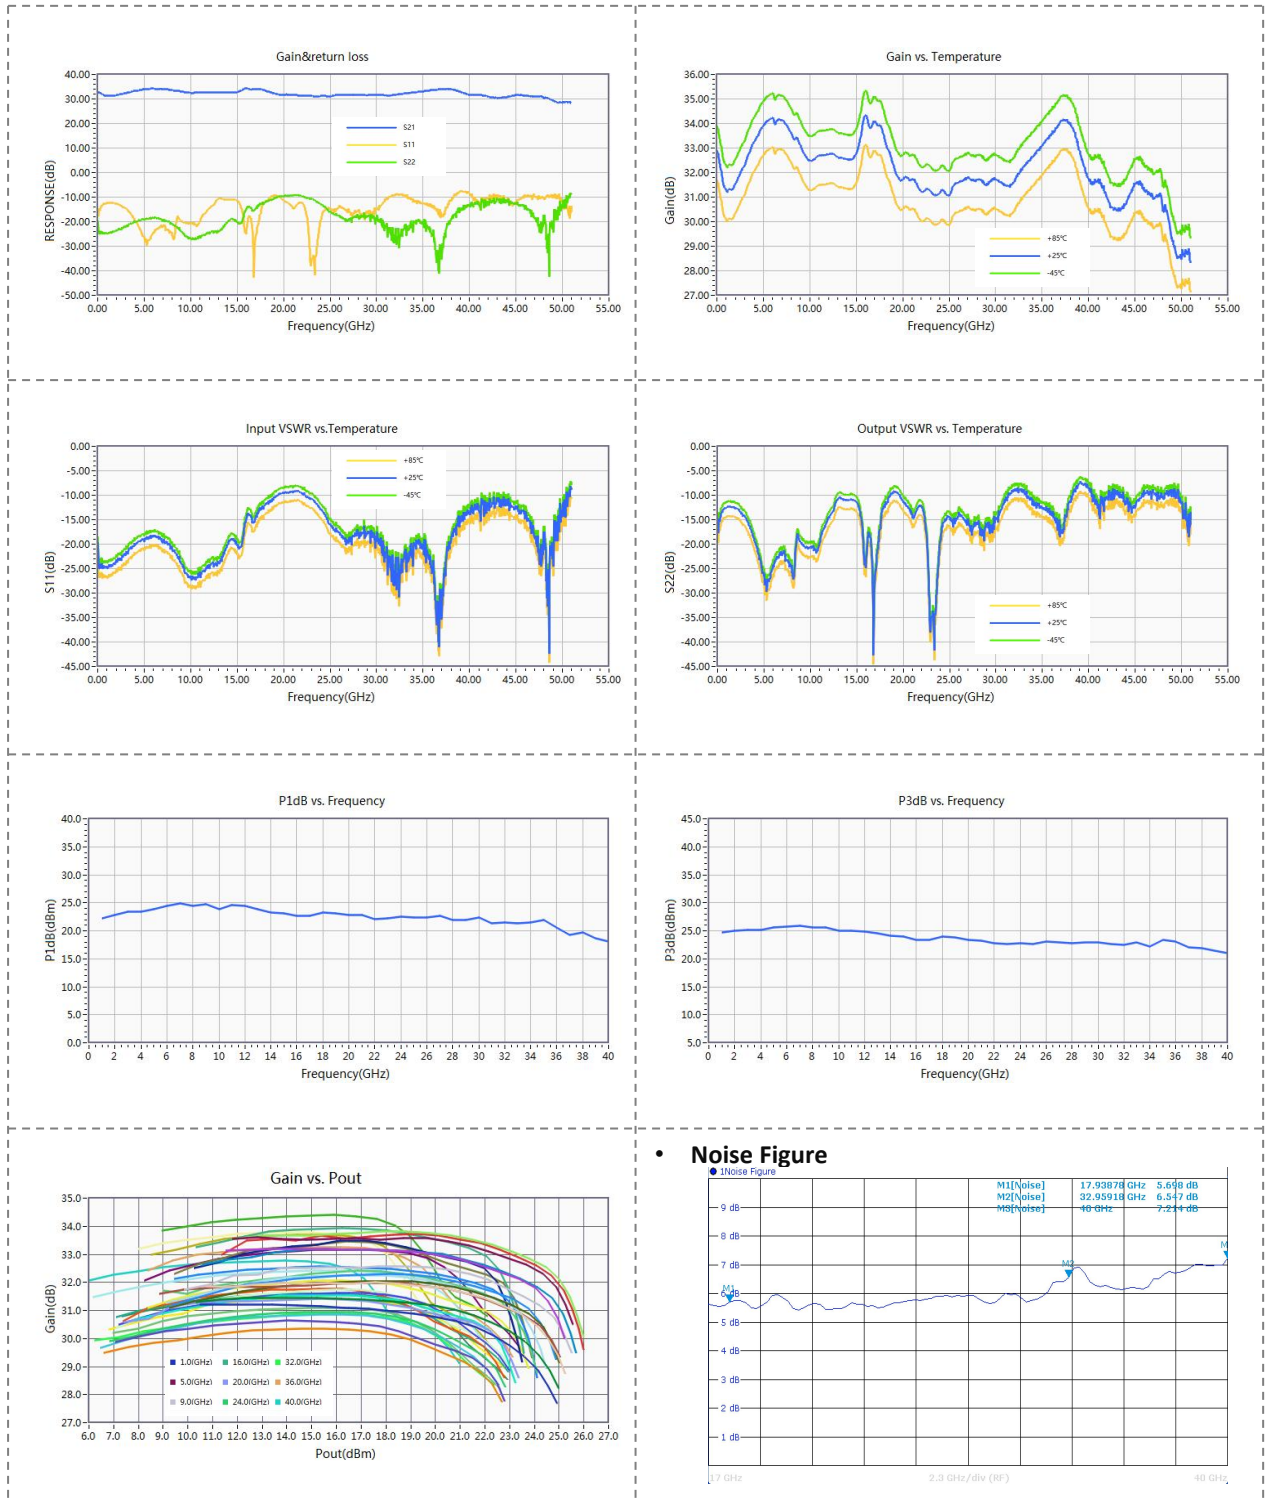 Gain&return loss
RESPONSE(dB)
40.00
30.00
20.00
10.00
0.00
-10.00
-20.00
-30.00
-40.00
-50.00
S21
S11
S22
0.00 5.00 10.00 15.00 20.00 25.00 30.00 35.00 40.00 45.00 50.00 55.00
Frequency(GHz)
Gain vs. Temperature
Gain(dB)
36.00
35.00
34.00
33.00
32.00
31.00
30.00
29.00
28.00
27.00
+85℃
+25℃
-45℃
0.00 5.00 10.00 15.00 20.00 25.00 30.00 35.00 40.00 45.00 50.00 55.00
Frequency(GHz)
Input VSWR vs.Temperature
S11(dB)
0.00
-5.00
-10.00
-15.00
-20.00
-25.00
-30.00
-35.00
-40.00
-45.00
+85℃
+25℃
-45℃
0.00 5.00 10.00 15.00 20.00 25.00 30.00 35.00 40.00 45.00 50.00 55.00
Frequency(GHz)
Output VSWR vs. Temperature
S22(dB)
0.00
-5.00
-10.00
-15.00
-20.00
-25.00
-30.00
-35.00
-40.00
-45.00
+85℃
+25℃
-45℃
0.00 5.00 10.00 15.00 20.00 25.00 30.00 35.00 40.00 45.00 50.00 55.00
Frequency(GHz)
P1dB vs. Frequency
P1dB(dBm)
40.0
35.0
30.0
25.0
20.0
15.0
10.0
5.0
0.0
0 2 4 6 8 10 12 14 16 18 20 22 24 26 28 30 32 34 36 38 40
Frequency(GHz)
P3dB vs. Frequency
P3dB(dBm)
45.0
40.0
35.0
30.0
25.0
20.0
15.0
10.0
5.0
0 2 4 6 8 10 12 14 16 18 20 22 24 26 28 30 32 34 36 38 40
Frequency(GHz)
Gain vs. Pout
Gain(dB)
35.0
34.0
33.0
32.0
31.0
30.0
29.0
28.0
27.0
1.0(GHz) 16.0(GHz) 32.0(GHz)
5.0(GHz) 20.0(GHz) 36.0(GHz)
9.0(GHz) 24.0(GHz) 40.0(GHz)
6.0 7.0 8.0 9.0 10.0 11.0 12.0 13.0 14.0 15.0 16.0 17.0 18.0 19.0 20.0 21.0 22.0 23.0 24.0 25.0 26.0 27.0
Pout(dBm)
• Noise Figure
1Noise Figure
M1[Noise] 17.93878 GHz 5.698 dB
M2[Noise] 32.95918 GHz 6.547 dB
M3[Noise] 40 GHz 7.214 dB
9 dB
8 dB
7 dB
6 dB
5 dB
4 dB
3 dB
2 dB
1 dB
M1
M2
M
17 GHz 2.3 GHz/div (RF) 40 GHz